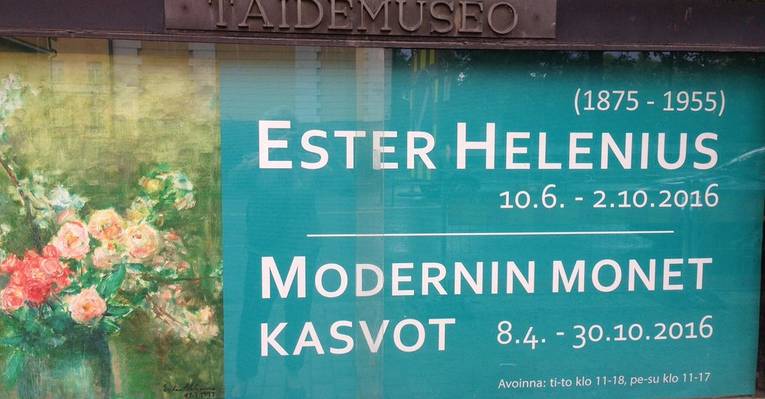 TAIDEMUSEO
(1875 - 1955)
ESTER HELENIUS
10.6. - 2.10.2016
MODERNIN MONET
KASVOT 8.4. - 30.10.2016
Avoinna: ti-to klo 11-18, pe-su klo 11-17